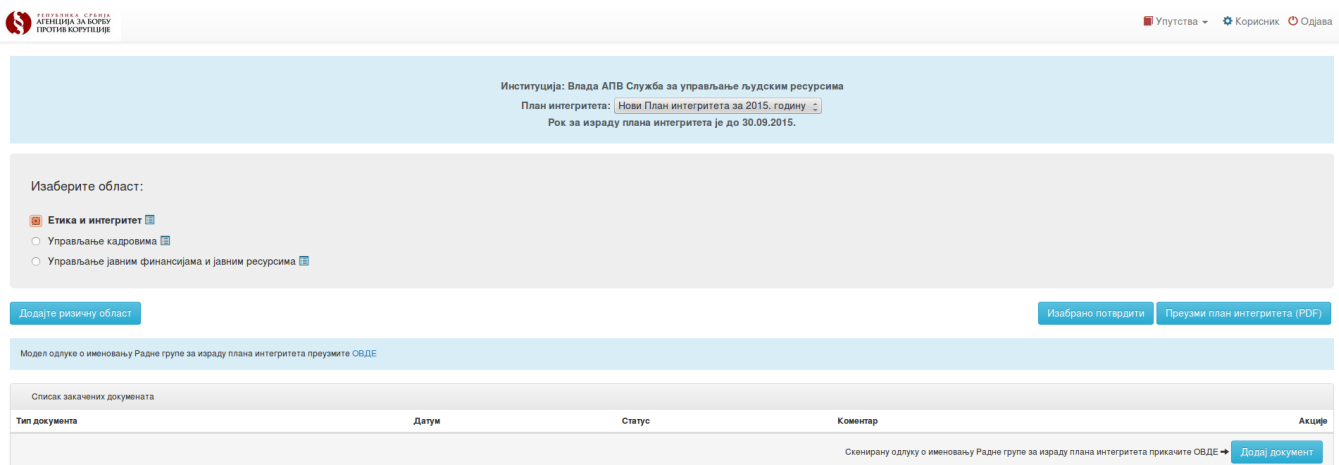 РЕПУБЛИКА СРБИЈА
АГЕНЦИЈА ЗА БОРБУ
ПРОТИВ КОРУПЦИЈЕ
Упутства Корисник Одјава
Институција: Влада АПВ Служба за управљање људским ресурсима
План интегритета: Нови План интегритета за 2015. годину
Рок за израду плана интегритета је до 30.09.2015.
Изаберите област:
Етика и интегритет
Управљање кадровима
Управљање јавним финансијама и јавним ресурсима
Додајте ризичну област Изабрано потврдити Преузми план интегритета (PDF)
Модел одлуке о именовању Радне групе за израду плана интегритета преузмите ОВДЕ
Списак закачених докумената
Тип документа Датум Статус Коментар Акције
Скенирану одлуку о именовању Радне групе за израду плана интегритета прикачите ОВДЕ Додај документ